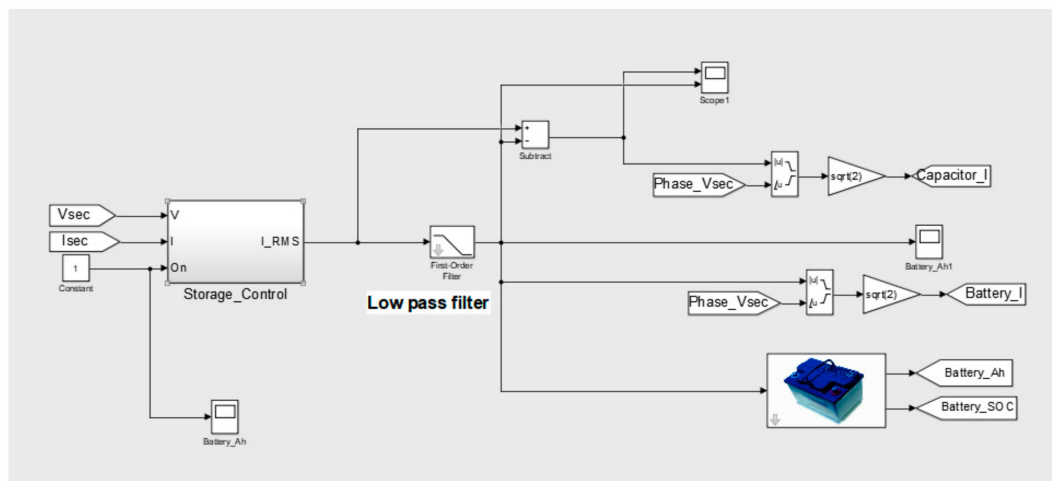 Scope1
+
−
Subtract
|u|
∠u
Phase_Vsec
sqrt(2)
Capacitor_I
Vsec
Isec
1
Constant
V
I
On
I_RMS
Storage_Control
First-Order
Filter
Low pass filter
Battery_Ah1
|u|
∠u
Phase_Vsec
sqrt(2)
Battery_I
Battery_Ah
Battery_SOC
Battery_Ah